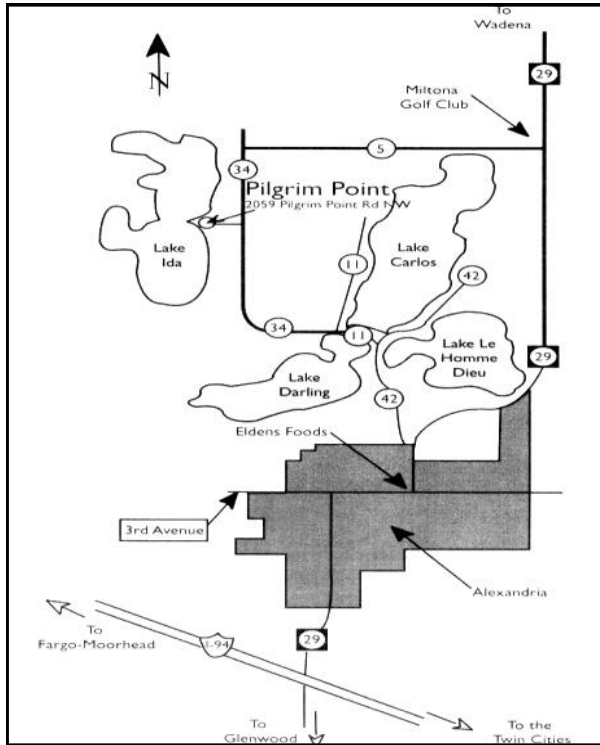 To
Wadena
N
29
Miltona
Golf Club
5
34
Pilgrim Point
2059 Pilgrim Point Rd NW
Lake
Ida
Lake
Carlos
11
42
34
11
Lake Le
Homme
Dieu
29
Lake
Darling
42
Eldens Foods
3rd Avenue
Alexandria
To
Fargo-Moorhead
I-94
29
To
Glenwood
To the
Twin Cities